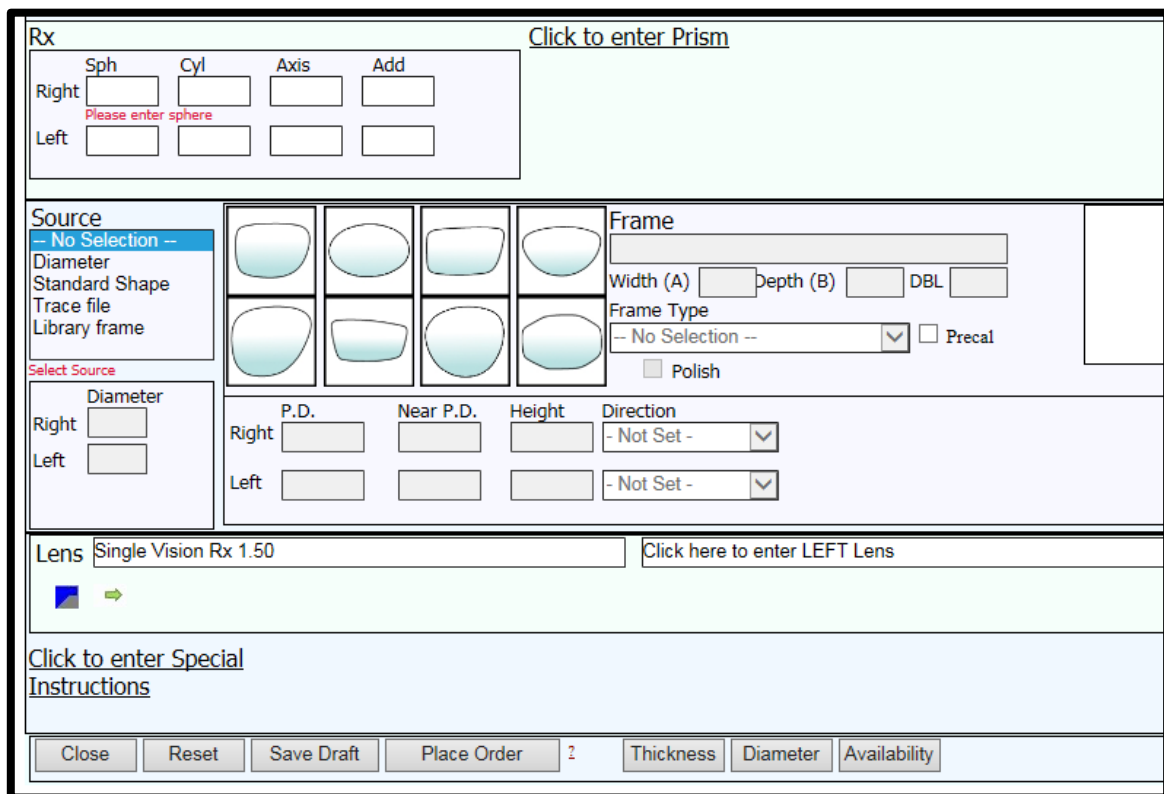 Rx
Click to enter Prism
Sph Cyl Axis Add
Right
Please enter sphere
Left
Source
-- No Selection --
Diameter
Standard Shape
Trace file
Library frame
Select Source
Diameter
Right
Left
Frame
Width (A) Depth (B) DBL
Frame Type
-- No Selection -- Precal
Polish
P.D. Near P.D. Height Direction
Right - Not Set -
Left - Not Set -
Lens Single Vision Rx 1.50 Click here to enter LEFT Lens
Click to enter Special
Instructions
Close Reset Save Draft Place Order ? Thickness Diameter Availability